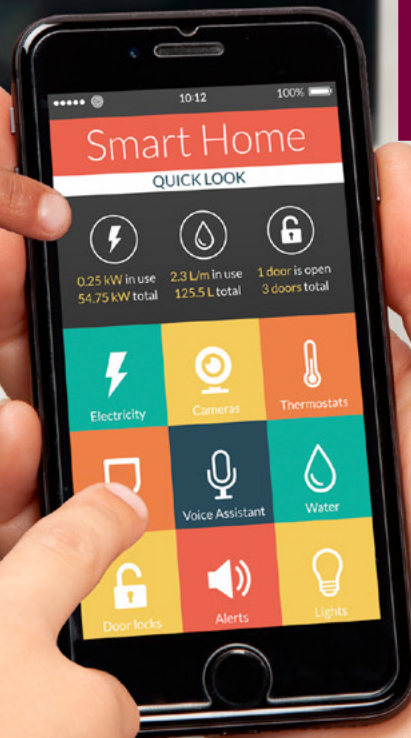 10:12
100%
Smart Home
QUICK LOOK
0.25 kW in use
54.75 kW total
2.3 L/m in use
125.5 L total
1 door is open
3 doors total
Electricity
Cameras
Thermostats
Voice Assistant
Water
Door locks
Alerts
Lights